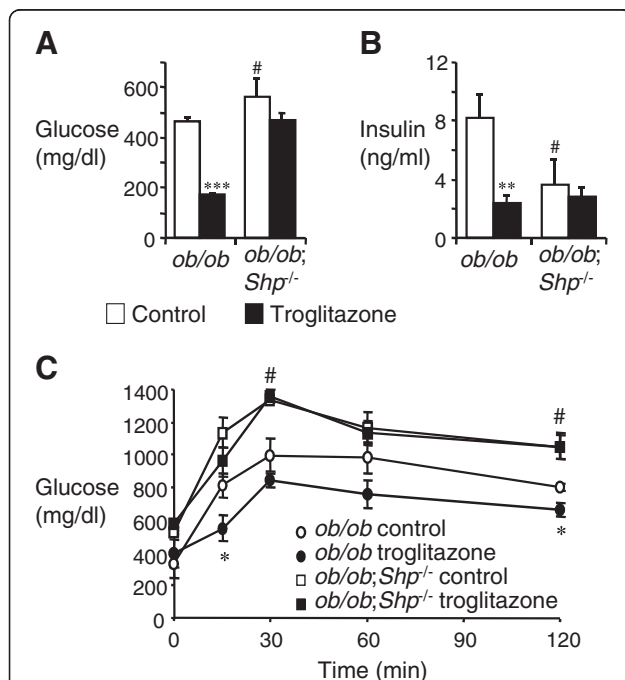 A
B
#
600
Glucose
(mg/dl)
400
200
0
***
ob/ob
ob/ob;
Shp-/-
12
Insulin
(ng/ml)
8
4
0
**
#
ob/ob
ob/ob;
Shp-/-
Control
Troglitazone
C
1400
1200
1000
Glucose
(mg/dl)
800
600
400
200
0
#
#
*
*
ob/ob control
ob/ob troglitazone
ob/ob;Shp-/- control
ob/ob;Shp-/- troglitazone
0 30 60 90 120
Time (min)